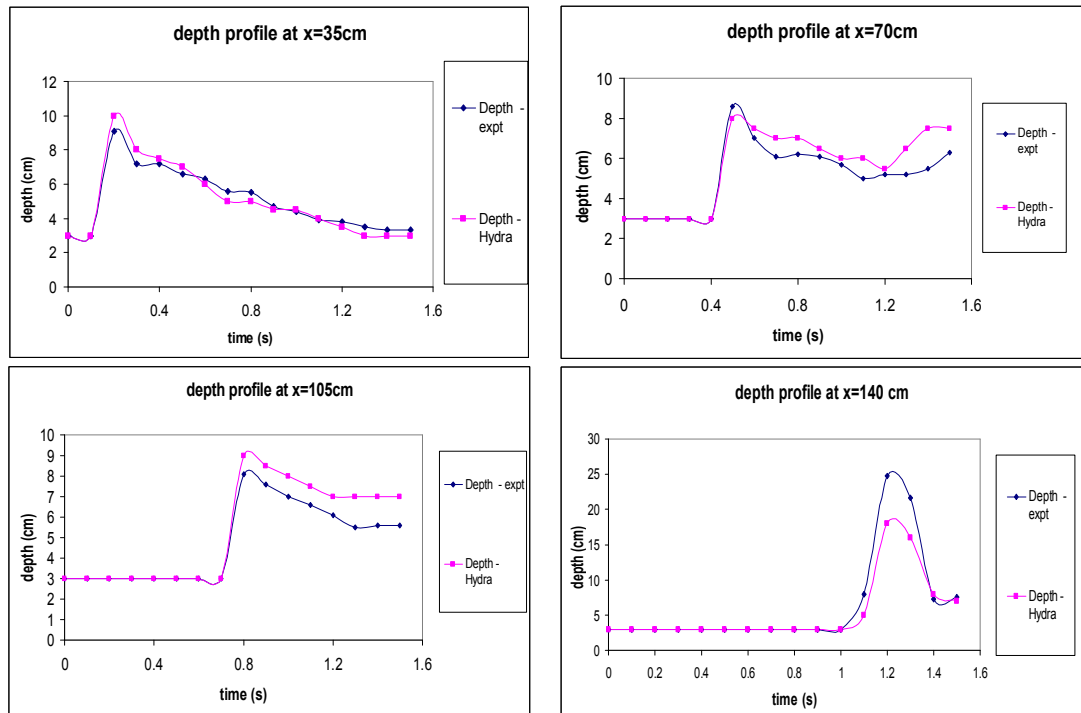 depth profile at x=35cm
12
10
8
6
4
2
0
depth (cm)
0 0.4 0.8 1.2 1.6
time (s)
Depth -
expt
Depth -
Hydra
depth profile at x=70cm
10
8
6
4
2
0
depth (cm)
0 0.4 0.8 1.2 1.6
time (s)
Depth -
expt
Depth -
Hydra
depth profile at x=105cm
10
9
8
7
6
5
4
3
2
1
0
depth (cm)
0 0.4 0.8 1.2 1.6
time (s)
Depth - expt
Depth -
Hydra
depth profile at x=140 cm
30
25
20
15
10
5
0
depth (cm)
0 0.2 0.4 0.6 0.8 1 1.2 1.4 1.6
time (s)
Depth -
expt
Depth -
Hydra